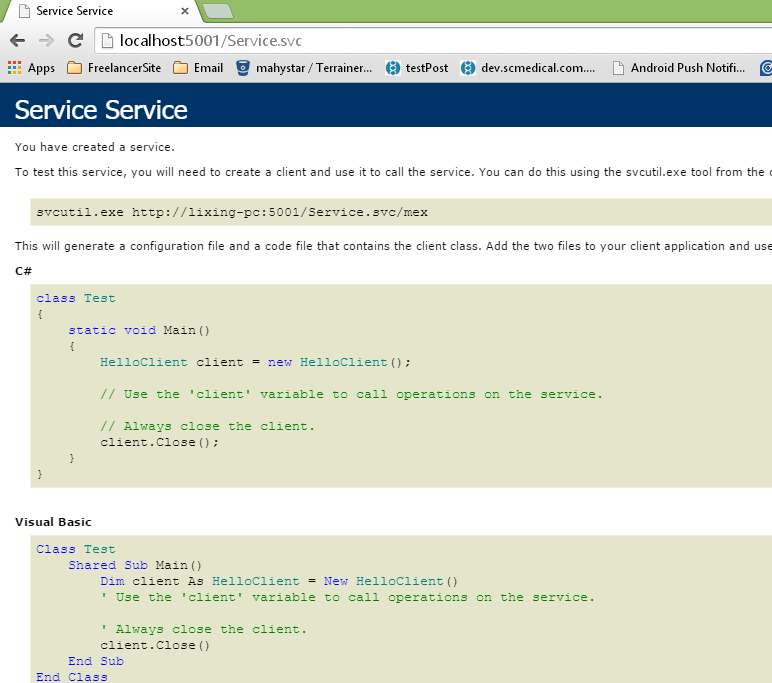 Service Service
localhost:5001/Service.svc
Apps FreelancerSite Email mahystar / Terrainer... testPost dev.scmedical.com.... Android Push Notifi...
Service Service
You have created a service.
To test this service, you will need to create a client and use it to call the service. You can do this using the svcutil.exe tool from the
svcutil.exe http://lixing-pc:5001/Service.svc/mex
This will generate a configuration file and a code file that contains the client class. Add the two files to your client application and use
C#
class Test
{
static void Main()
{
HelloClient client = new HelloClient();
// Use the 'client' variable to call operations on the service.
// Always close the client.
client.Close();
}
}
Visual Basic
Class Test
Shared Sub Main()
Dim client As HelloClient = New HelloClient()
' Use the 'client' variable to call operations on the service.
' Always close the client.
client.Close()
End Sub
End Class